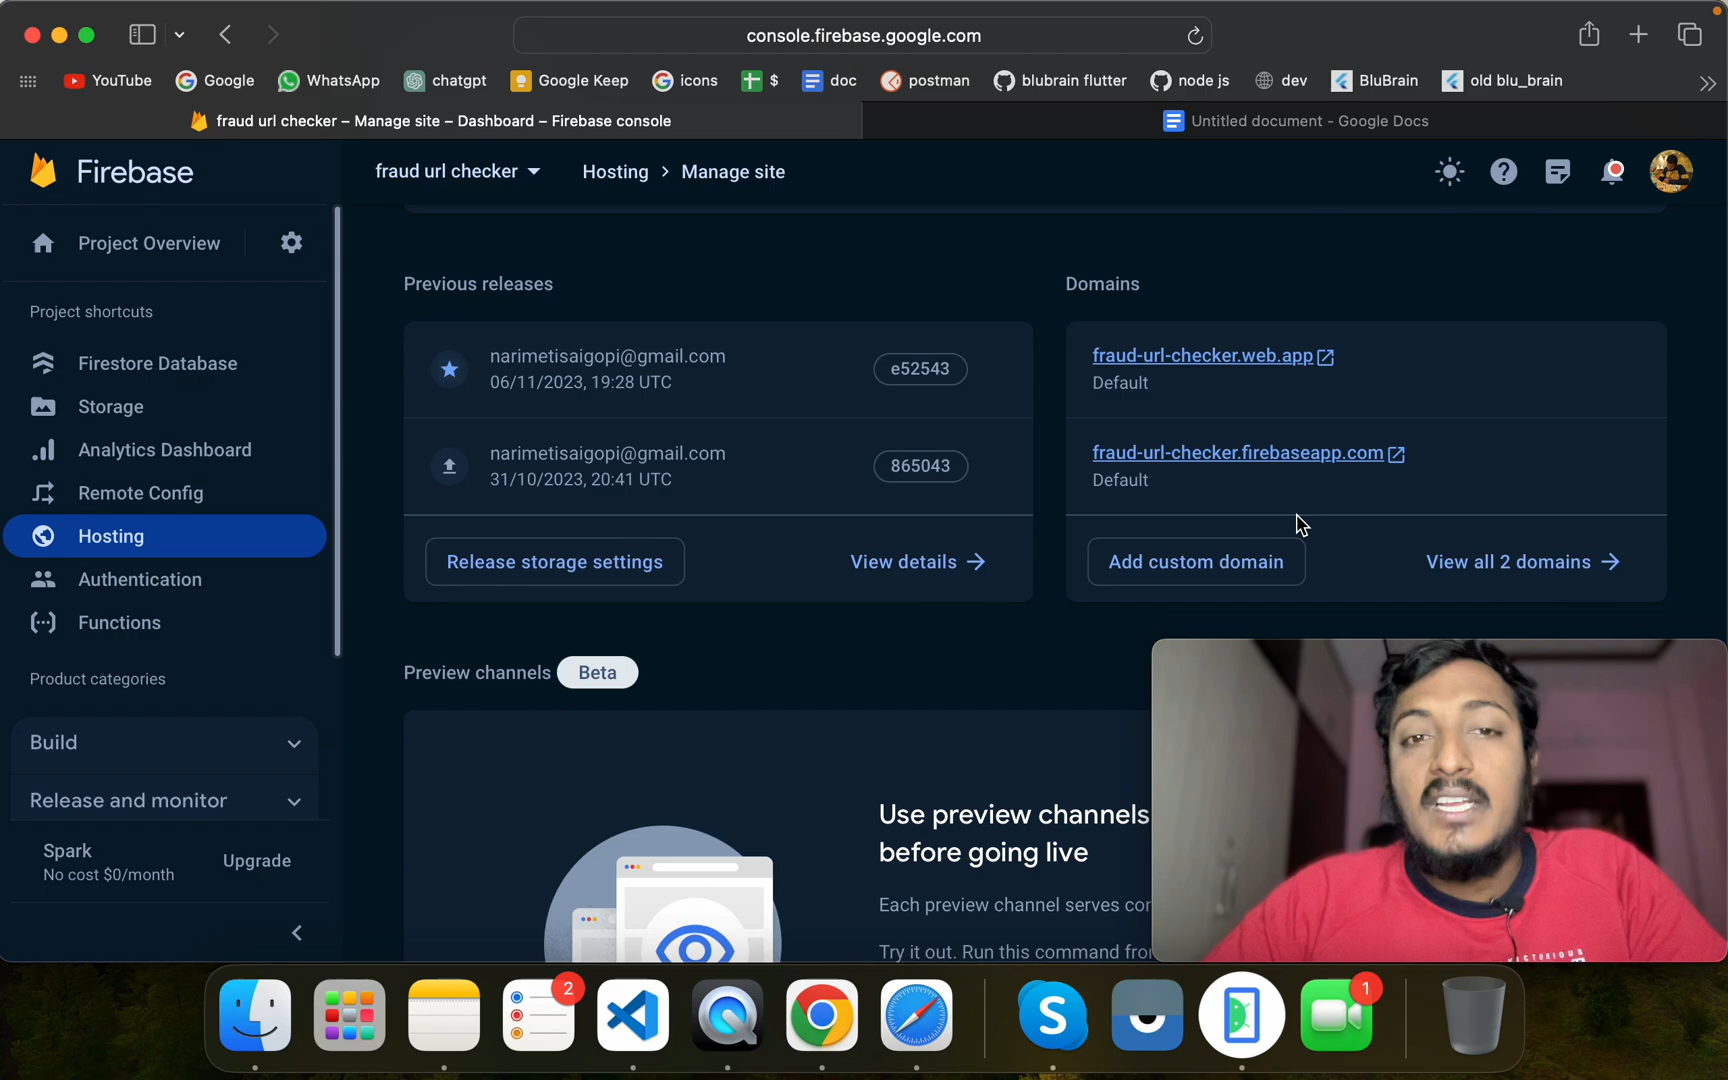 console.firebase.google.com
YouTube
Google
WhatsApp
chatgpt
Google Keep
icons
$
doc
postman
blubrain flutter
node js
dev
BluBrain
old blu_brain
fraud url checker – Manage site – Dashboard – Firebase console
Untitled document - Google Docs
Firebase
fraud url checker
Hosting > Manage site
Project Overview
Project shortcuts
Firestore Database
Storage
Analytics Dashboard
Remote Config
Hosting
Authentication
Functions
Product categories
Build
Release and monitor
Spark
No cost $0/month
Upgrade
Previous releases
narimetisaigopi@gmail.com
06/11/2023, 19:28 UTC
e52543
narimetisaigopi@gmail.com
31/10/2023, 20:41 UTC
865043
Release storage settings
View details
Domains
fraud-url-checker.web.app
Default
fraud-url-checker.firebaseapp.com
Default
Add custom domain
View all 2 domains
Preview channels
Beta
Use preview channels
before going live
Each preview channel serves cor
Try it out. Run this command fro
2
S
1